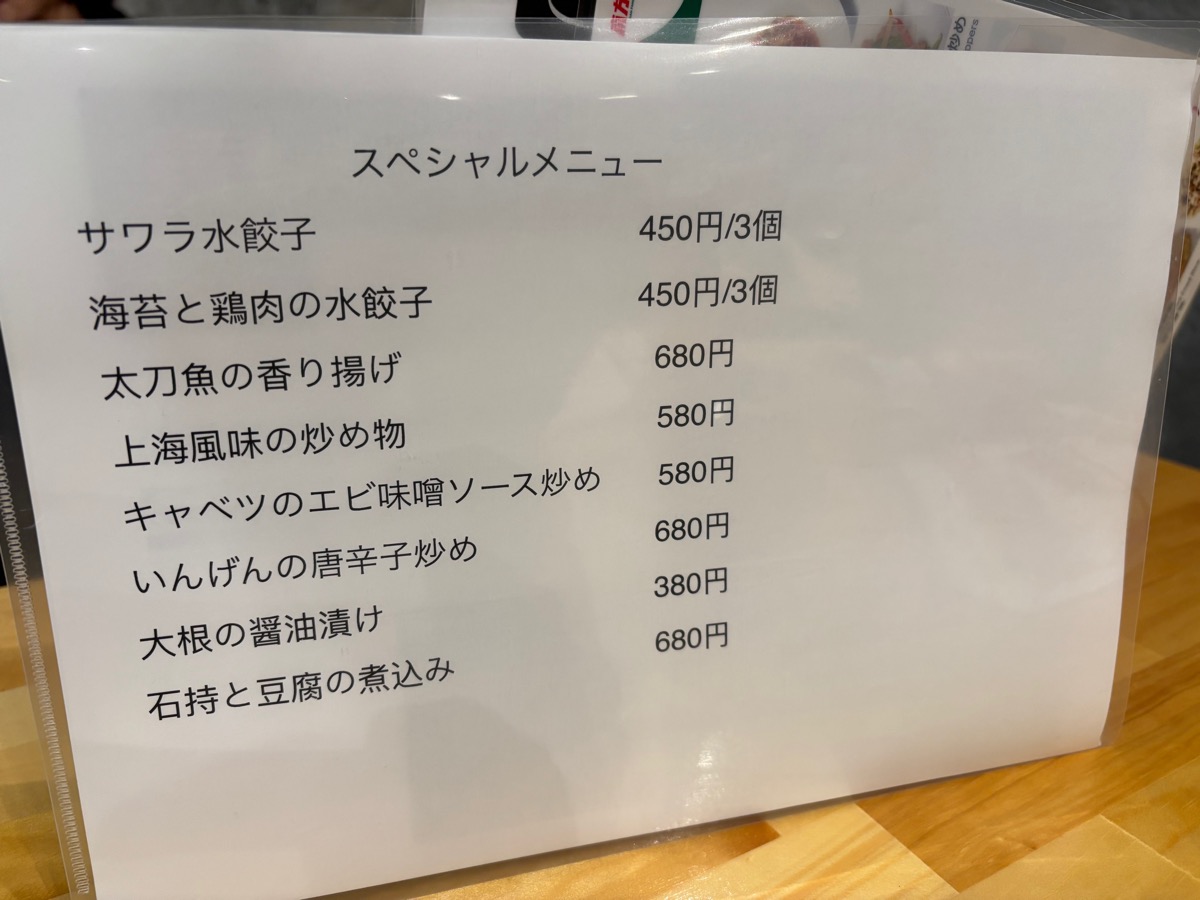 スペシャルメニュー
サワラ水餃子 450円/3個
海苔と鶏肉の水餃子 450円/3個
太刀魚の香り揚げ 680円
上海風味の炒め物 580円
キャベツのエビ味噌ソース炒め 580円
いんげんの唐辛子炒め 680円
大根の醤油漬け 380円
石持と豆腐の煮込み 680円
炒め
ppers